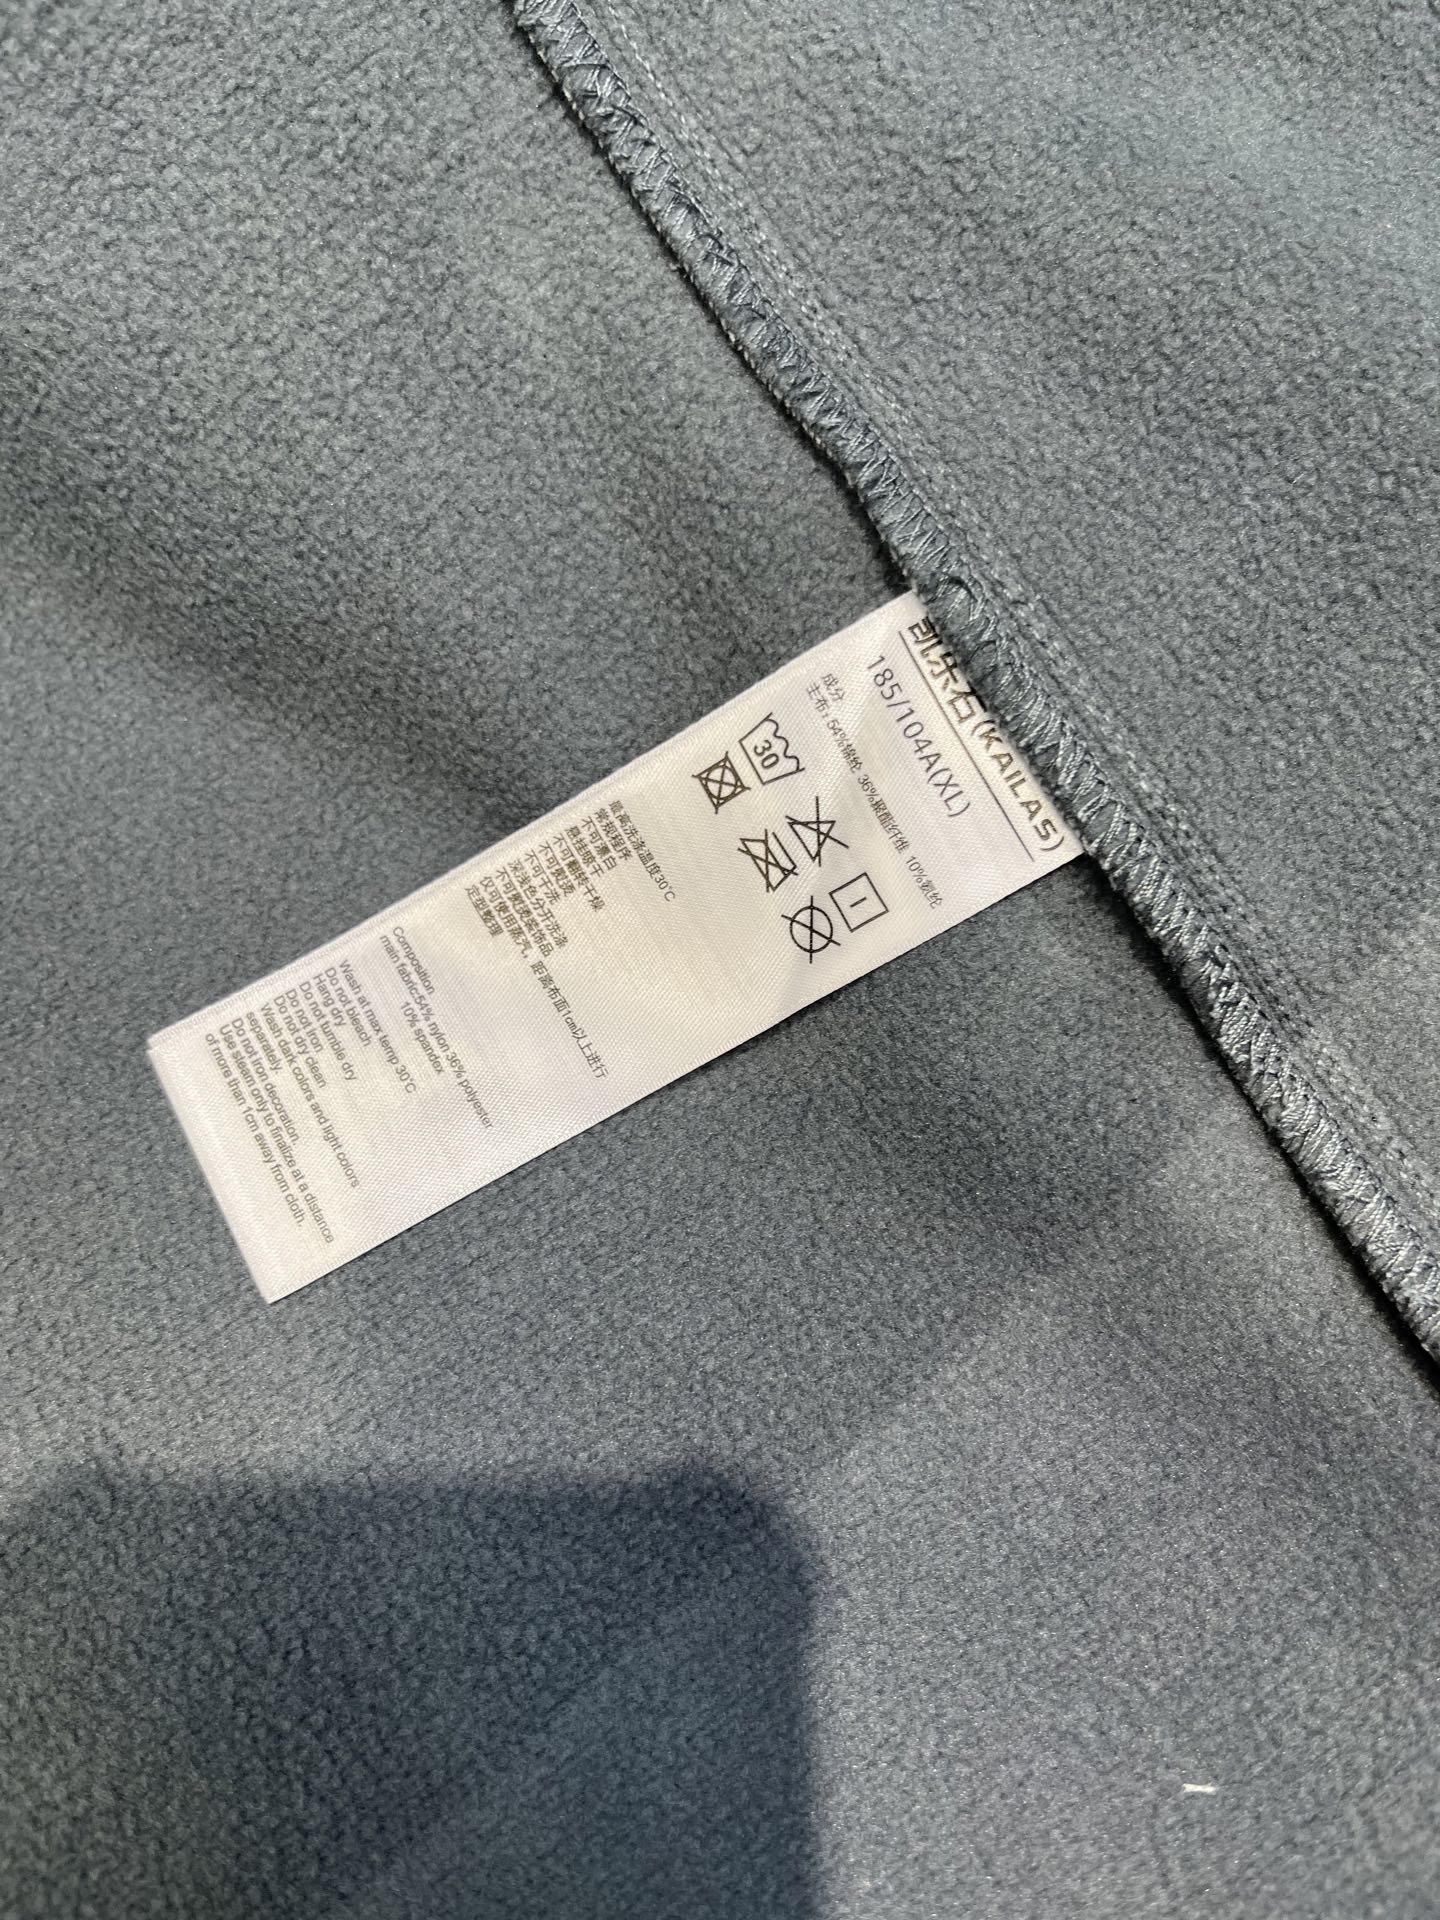 凯乐石(KAILAS)
185/104A(XL)
成分
主布: 54%锦纶 36%聚酯纤维 10%氨纶
30
最高洗涤温度30℃
常规程序
不可漂白
悬挂晾干
不可翻转干燥
不可熨烫
不可干洗
深浅色分开洗涤
不可熨烫装饰品
仅可使用蒸汽，距离布面1cm以上进行
定型整理
Composition
main fabric:54% nylon 36% polyester
10% spandex
Wash at max temp 30℃
Do not bleach
Hang dry
Do not tumble dry
Do not iron
Do not dry clean
Wash dark colors and light colors
separately.
Do not iron decoration.
Use steam only to finalize at a distance
of more than 1cm away from cloth.